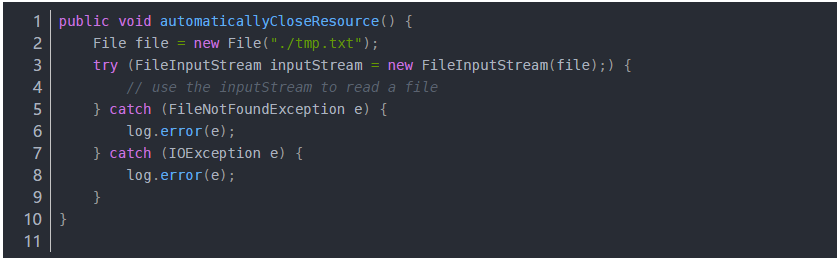 1 public void automaticallyCloseResource() {
2     File file = new File("./tmp.txt");
3     try (FileInputStream inputStream = new FileInputStream(file);) {
4         // use the inputStream to read a file
5     } catch (FileNotFoundException e) {
6         log.error(e);
7     } catch (IOException e) {
8         log.error(e);
9     }
10 }
11